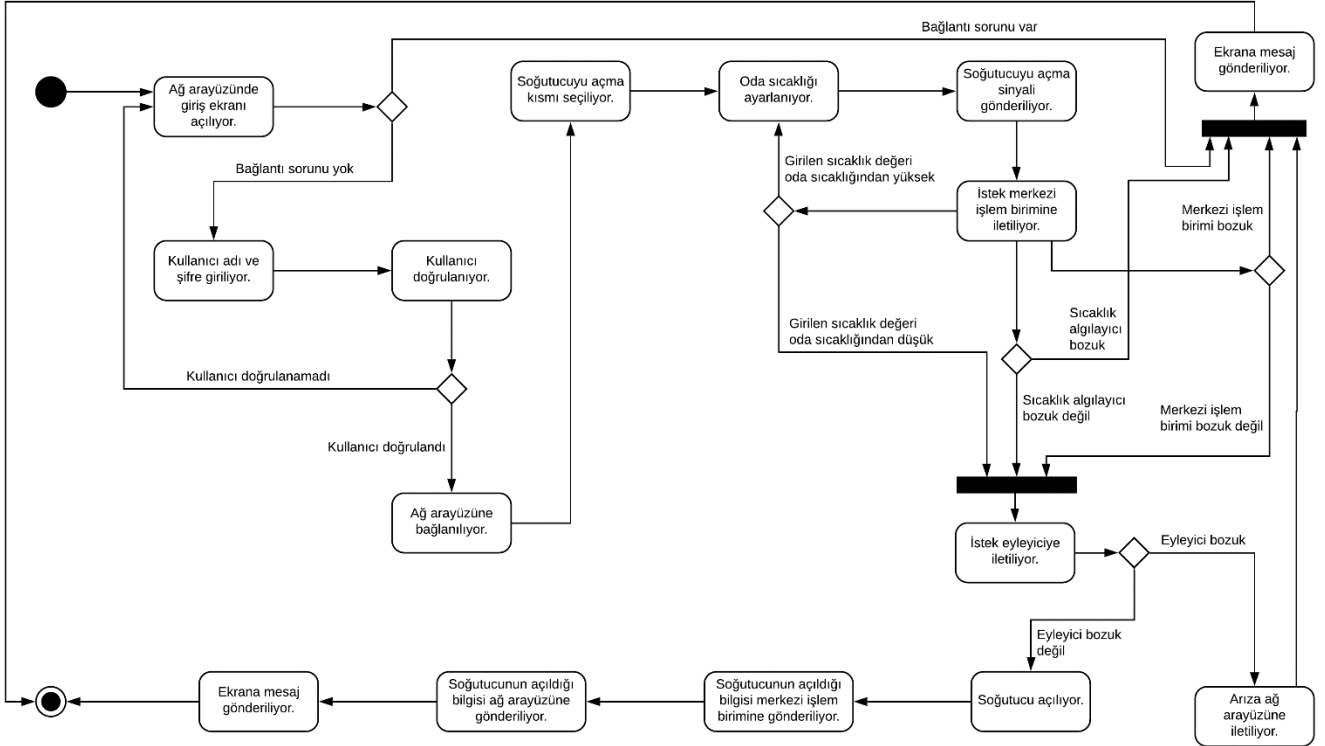 Bağlantı sorunu var
Ekrana mesaj
gönderiliyor.
Ağ arayüzünde
giriş ekranı
açılıyor.
Soğutucuyu açma
kısmı seçiliyor.
Oda sıcaklığı
ayarlanıyor.
Soğutucuyu açma
sinyali
gönderiliyor.
Bağlantı sorunu yok
Girilen sıcaklık değeri
oda sıcaklığından yüksek
İstek merkezi
işlem birimine
iletiliyor.
Merkezi işlem
birimi bozuk
Kullanıcı adı ve
şifre giriliyor.
Kullanıcı
doğrulanıyor.
Girilen sıcaklık değeri
oda sıcaklığından düşük
Sıcaklık
algılayıcı
bozuk
Kullanıcı doğrulanamadı
Sıcaklık algılayıcı
bozuk değil
Merkezi işlem
birimi bozuk değil
Kullanıcı doğrulandı
Ağ arayüzüne
bağlanılıyor.
İstek eyleyiciye
iletiliyor.
Eyleyici bozuk
Eyleyici bozuk
değil
Ekrana mesaj
gönderiliyor.
Soğutucunun açıldığı
bilgisi ağ arayüzüne
gönderiliyor.
Soğutucunun açıldığı
bilgisi merkezi işlem
birimine gönderiliyor.
Soğutucu açılıyor.
Arıza ağ
arayüzüne
iletiliyor.